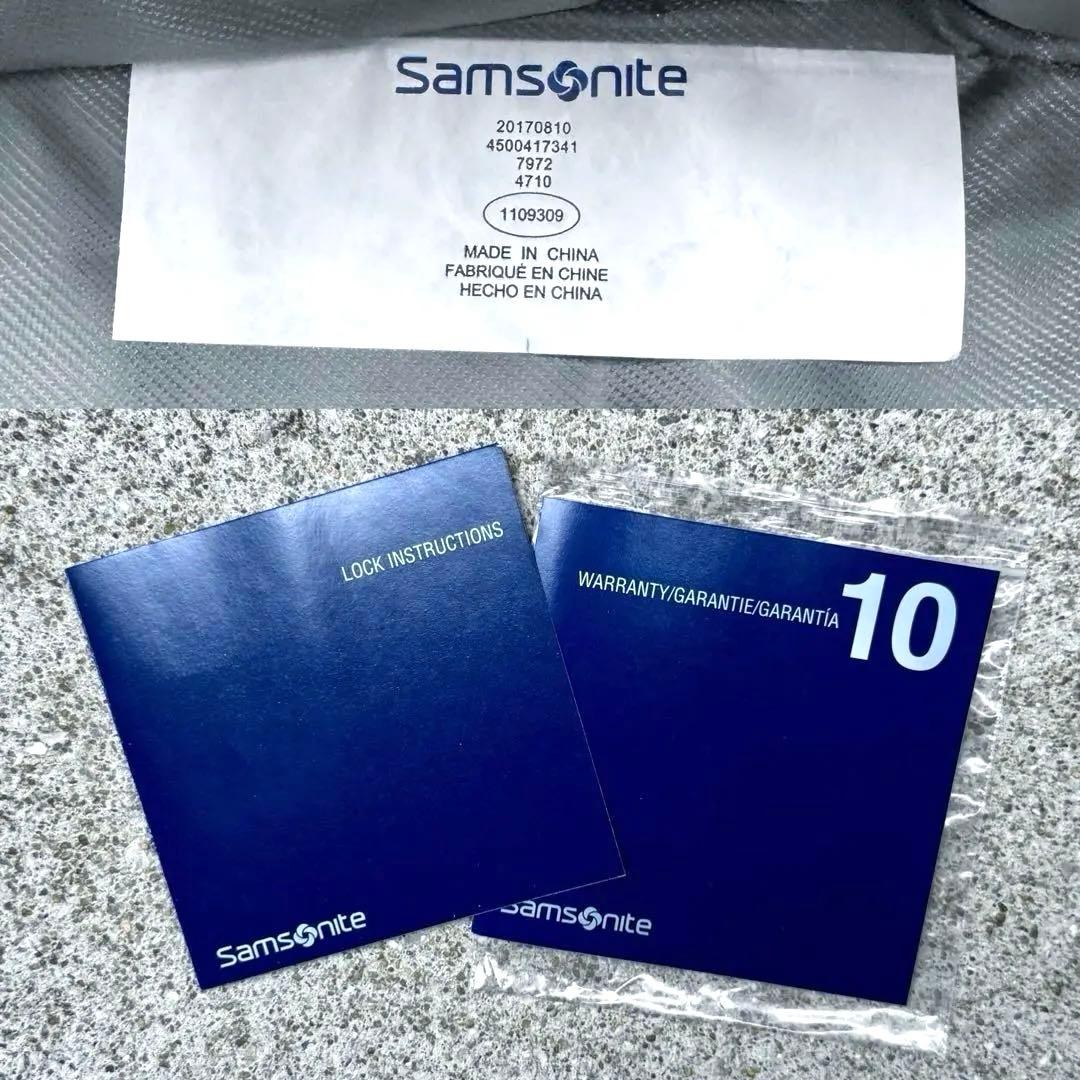 Samsonite
20170810
4500417341
7972
4710
1109309
MADE IN CHINA
FABRIQUÉ EN CHINE
HECHO EN CHINA
LOCK INSTRUCTIONS
Samsonite
WARRANTY/GARANTIE/GARANTÍA 10
Samsonite